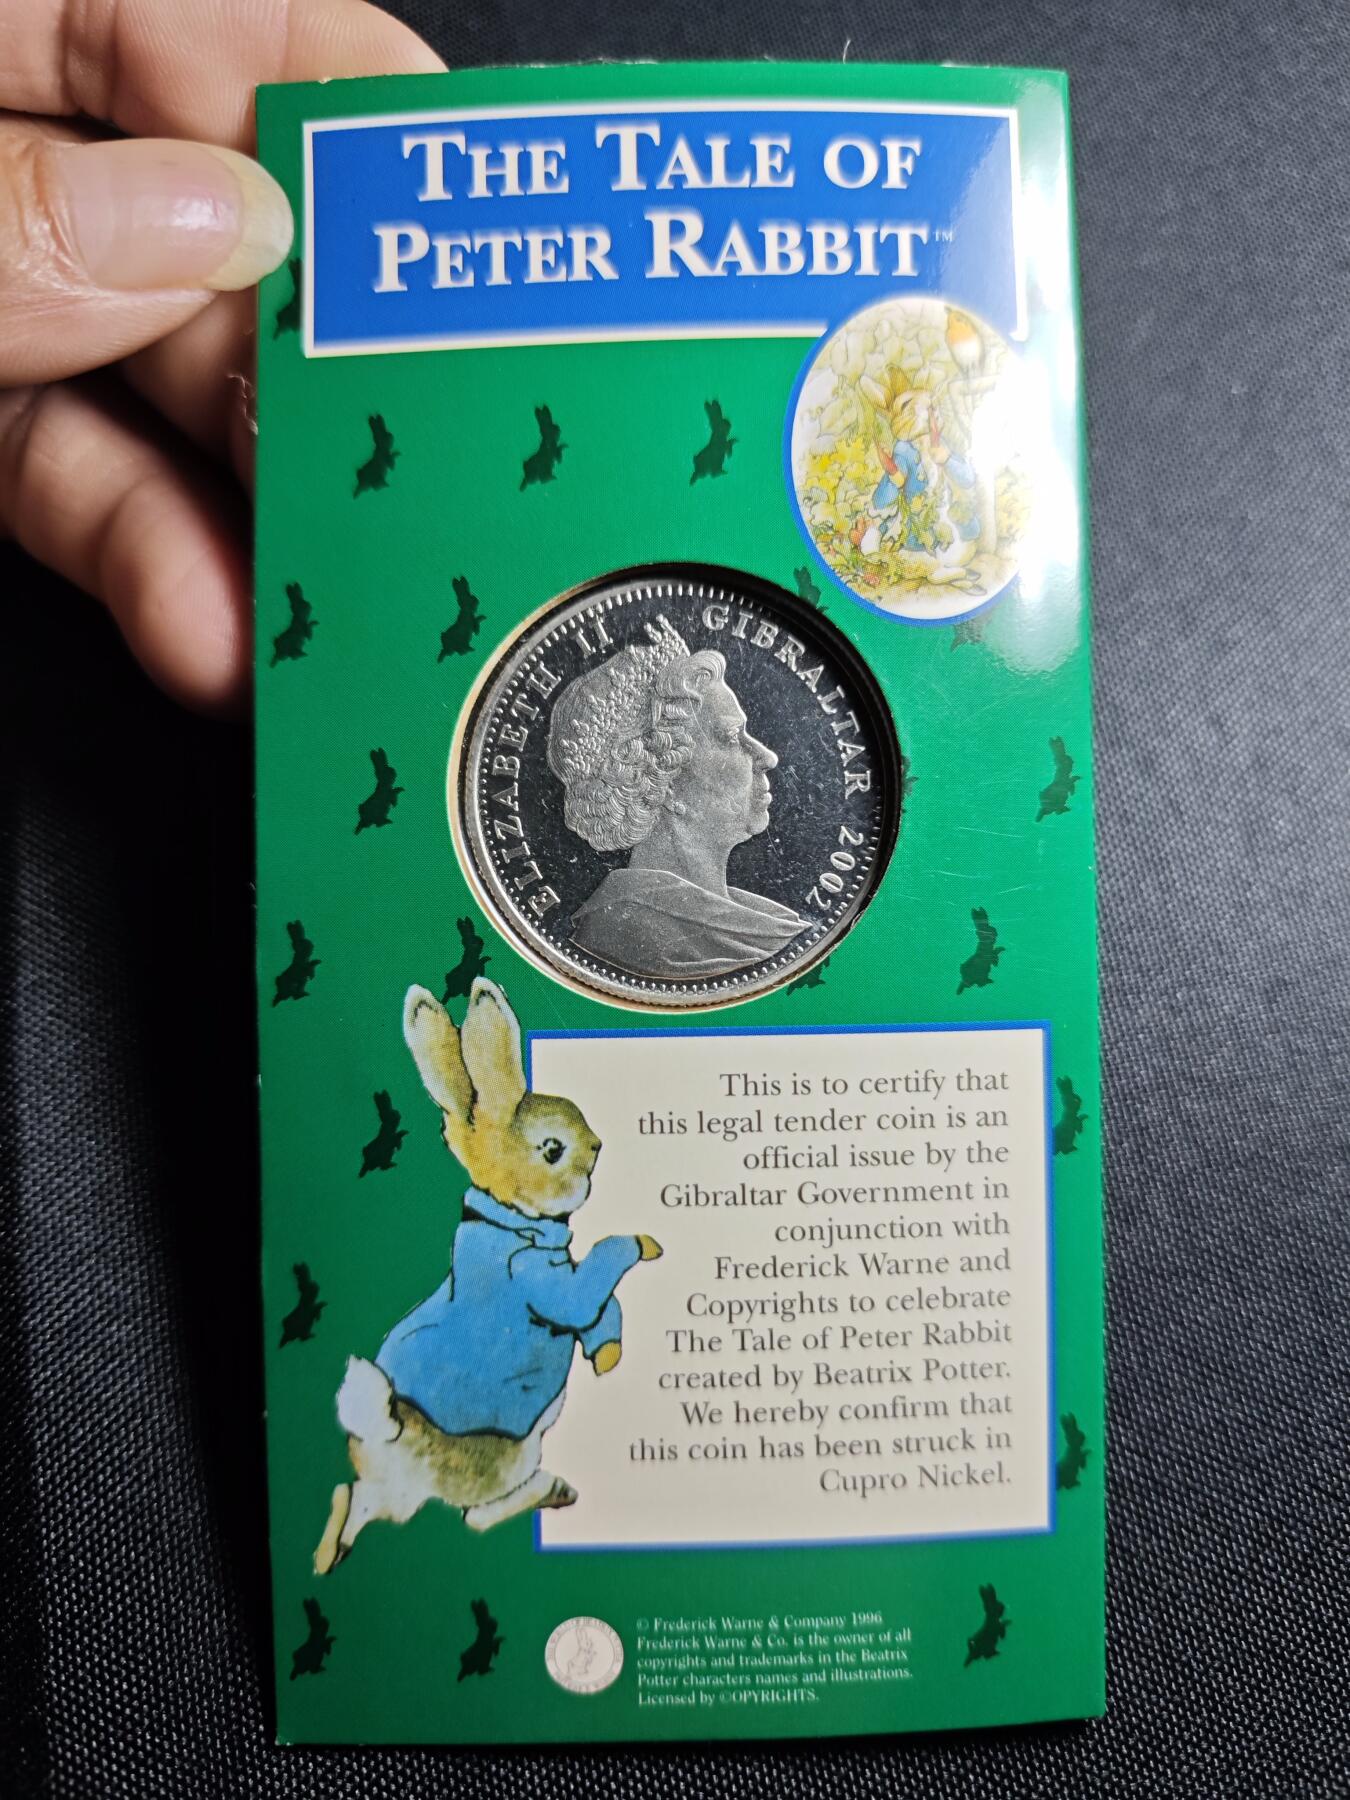 THE TALE OF
PETER RABBIT™
ELIZABETH II GIBRALTAR 2002
This is to certify that
this legal tender coin is an
official issue by the
Gibraltar Government in
conjunction with
Frederick Warne and
Copyrights to celebrate
The Tale of Peter Rabbit
created by Beatrix Potter.
We hereby confirm that
this coin has been struck in
Cupro Nickel.
© Frederick Warne & Company 1996
Frederick Warne & Co. is the owner of all
copyrights and trademarks in the Beatrix
Potter characters names and illustrations.
Licensed by ©OPYRIGHTS.